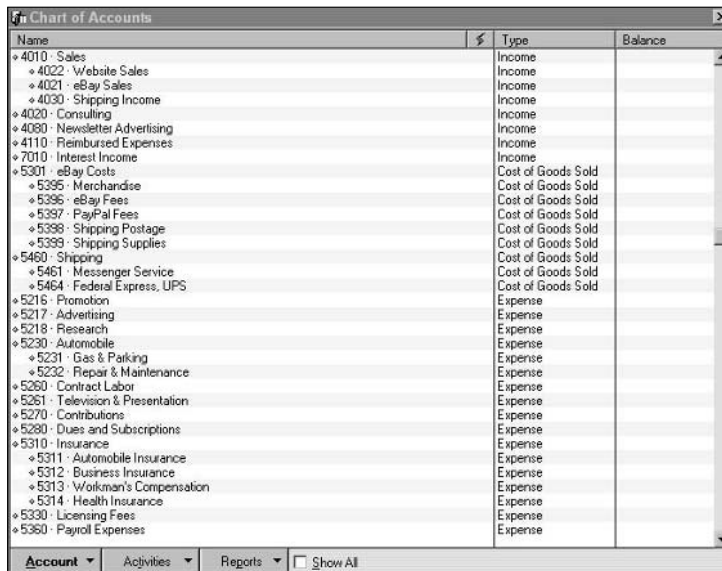 Chart of Accounts
Name Type Balance
4010 · Sales Income
4022 · Website Sales Income
4021 · eBay Sales Income
4030 · Shipping Income Income
4020 · Consulting Income
4080 · Newsletter Advertising Income
4110 · Reimbursed Expenses Income
7010 · Interest Income Income
5301 · eBay Costs Cost of Goods Sold
5395 · Merchandise Cost of Goods Sold
5396 · eBay Fees Cost of Goods Sold
5397 · PayPal Fees Cost of Goods Sold
5398 · Shipping Postage Cost of Goods Sold
5399 · Shipping Supplies Cost of Goods Sold
5460 · Shipping Cost of Goods Sold
5461 · Messenger Service Cost of Goods Sold
5464 · Federal Express, UPS Cost of Goods Sold
5216 · Promotion Expense
5217 · Advertising Expense
5218 · Research Expense
5230 · Automobile Expense
5231 · Gas & Parking Expense
5232 · Repair & Maintenance Expense
5260 · Contract Labor Expense
5261 · Television & Presentation Expense
5270 · Contributions Expense
5280 · Dues and Subscriptions Expense
5310 · Insurance Expense
5311 · Automobile Insurance Expense
5312 · Business Insurance Expense
5313 · Workman's Compensation Expense
5314 · Health Insurance Expense
5330 · Licensing Fees Expense
5360 · Payroll Expenses Expense
Account Activities Reports Show All